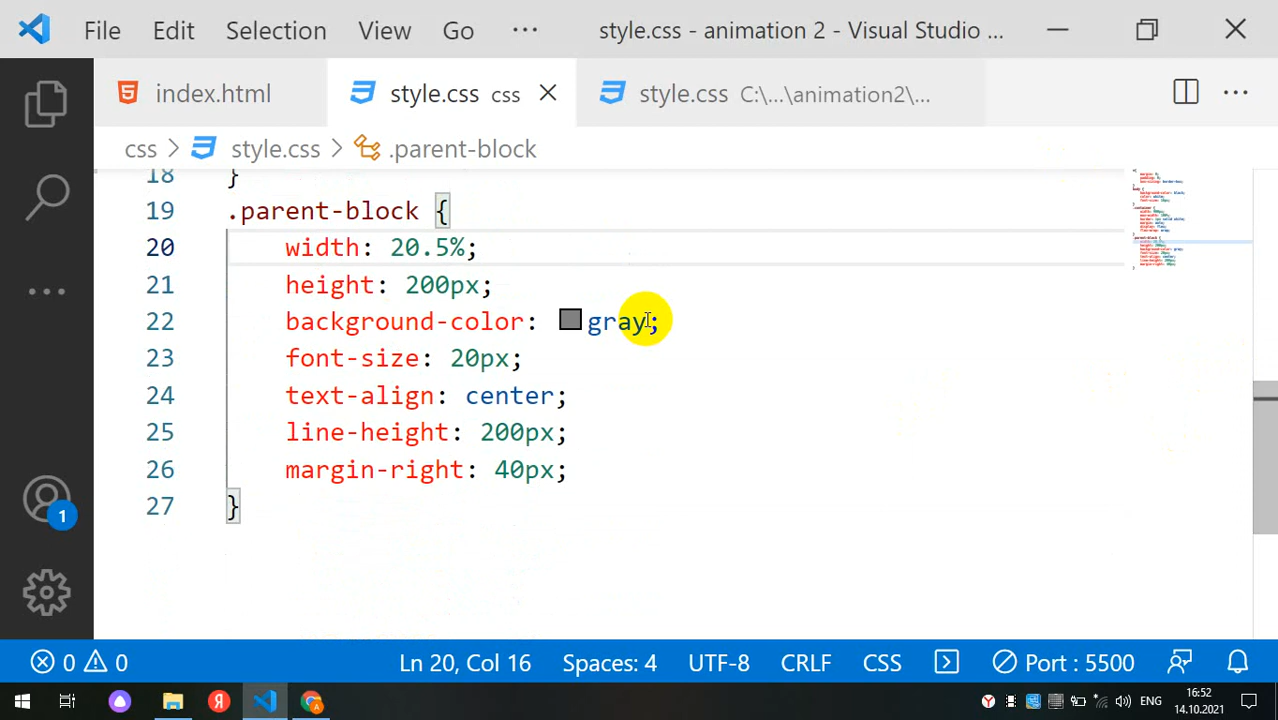 File Edit Selection View Go ··· style.css - animation 2 - Visual Studio ...
index.html style.css css style.css C:\...\animation2\...
css > style.css > .parent-block
18 }
19 .parent-block {
20 width: 20.5%;
21 height: 200px;
22 background-color: gray;
23 font-size: 20px;
24 text-align: center;
25 line-height: 200px;
26 margin-right: 40px;
27 }
1
0 0 Ln 20, Col 16 Spaces: 4 UTF-8 CRLF CSS Port : 5500
ENG 16:52
14.10.2021